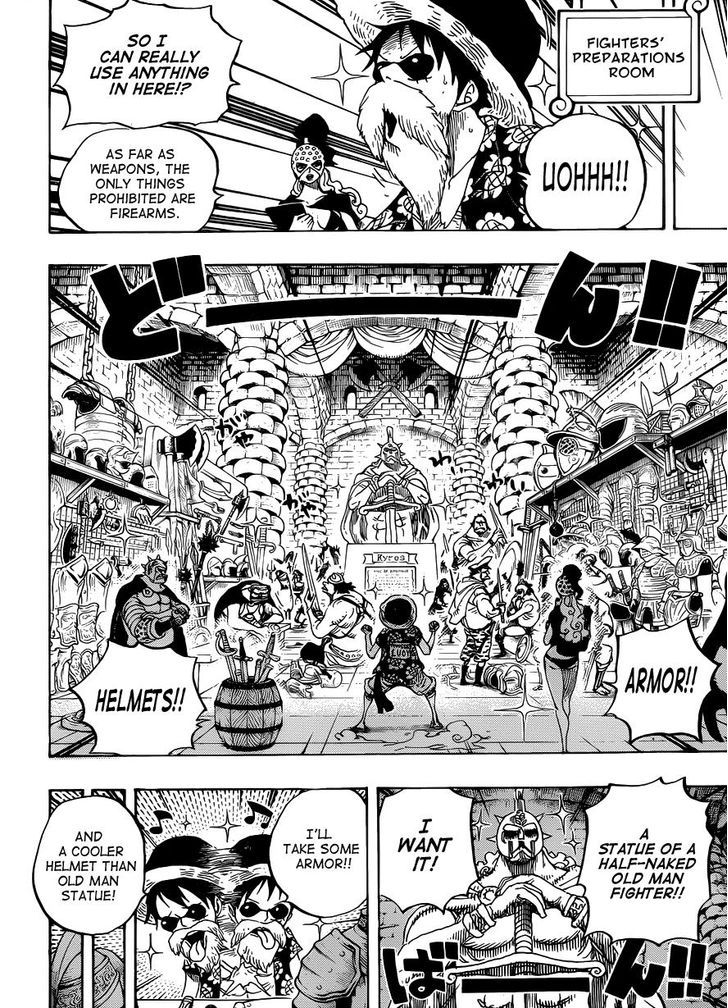 FIGHTERS'
PREPARATIONS
ROOM
SO I
CAN REALLY
USE ANYTHING
IN HERE!?
UOHHH!!
AS FAR AS
WEAPONS, THE
ONLY THINGS
PROHIBITED ARE
FIREARMS.
どーーん!!
Kyros
HELMETS!!
ARMOR!!
A
STATUE OF A
HALF-NAKED
OLD MAN
FIGHTER!!
I
WANT
IT!
ばーーん!!
I'LL
TAKE SOME
ARMOR!!
AND
A COOLER
HELMET THAN
OLD MAN
STATUE!